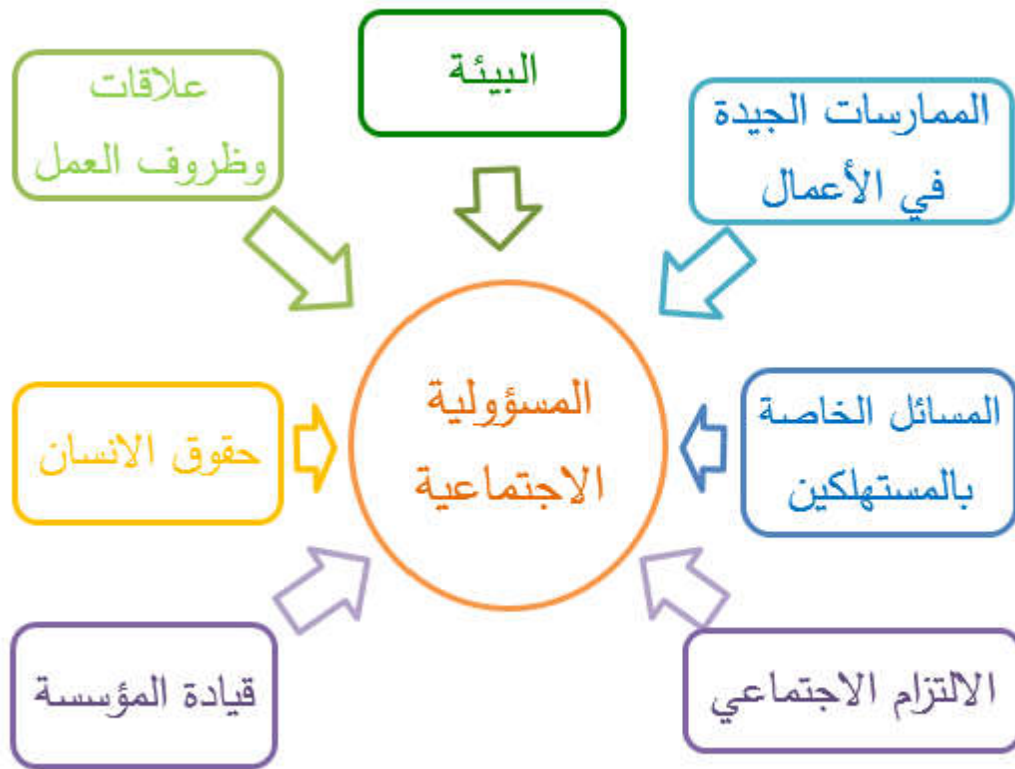 البيئة
علاقات
وظروف العمل
الممارسات الجيدة
في الأعمال
المسؤولية
الاجتماعية
حقوق الانسان
المسائل الخاصة
بالمستهلكين
قيادة المؤسسة
الالتزام الاجتماعي